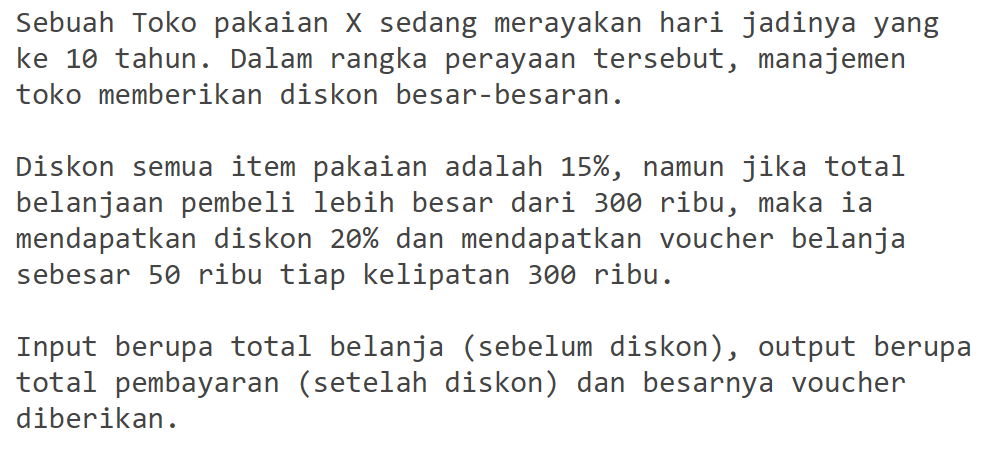 Sebuah Toko pakaian X sedang merayakan hari jadinya yang
ke 10 tahun. Dalam rangka perayaan tersebut, manajemen
toko memberikan diskon besar-besaran.
Diskon semua item pakaian adalah 15%, namun jika total
belanjaan pembeli lebih besar dari 300 ribu, maka ia
mendapatkan diskon 20% dan mendapatkan voucher belanja
sebesar 50 ribu tiap kelipatan 300 ribu.
Input berupa total belanja (sebelum diskon), output berupa
total pembayaran (setelah diskon) dan besarnya voucher
diberikan.